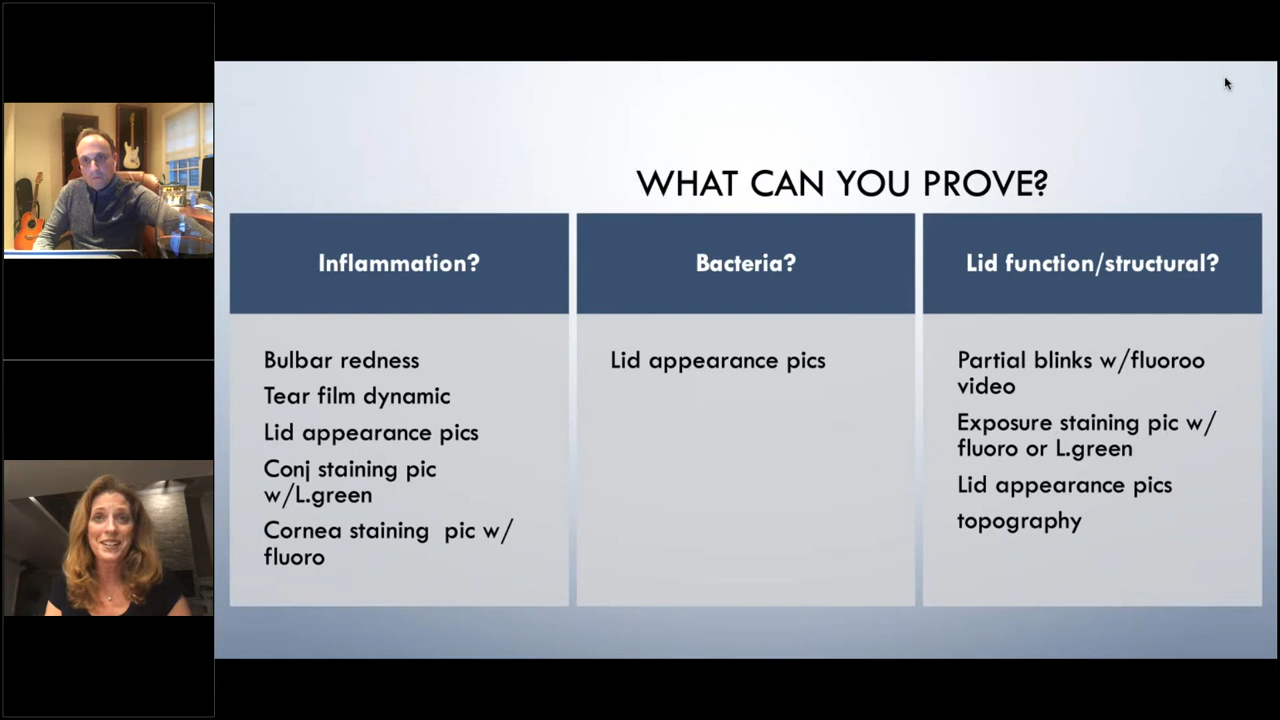 WHAT CAN YOU PROVE?
Inflammation?
Bulbar redness
Tear film dynamic
Lid appearance pics
Conj staining pic
w/L.green
Cornea staining pic w/
fluoro
Bacteria?
Lid appearance pics
Lid function/structural?
Partial blinks w/fluoroo
video
Exposure staining pic w/
fluoro or L.green
Lid appearance pics
topography